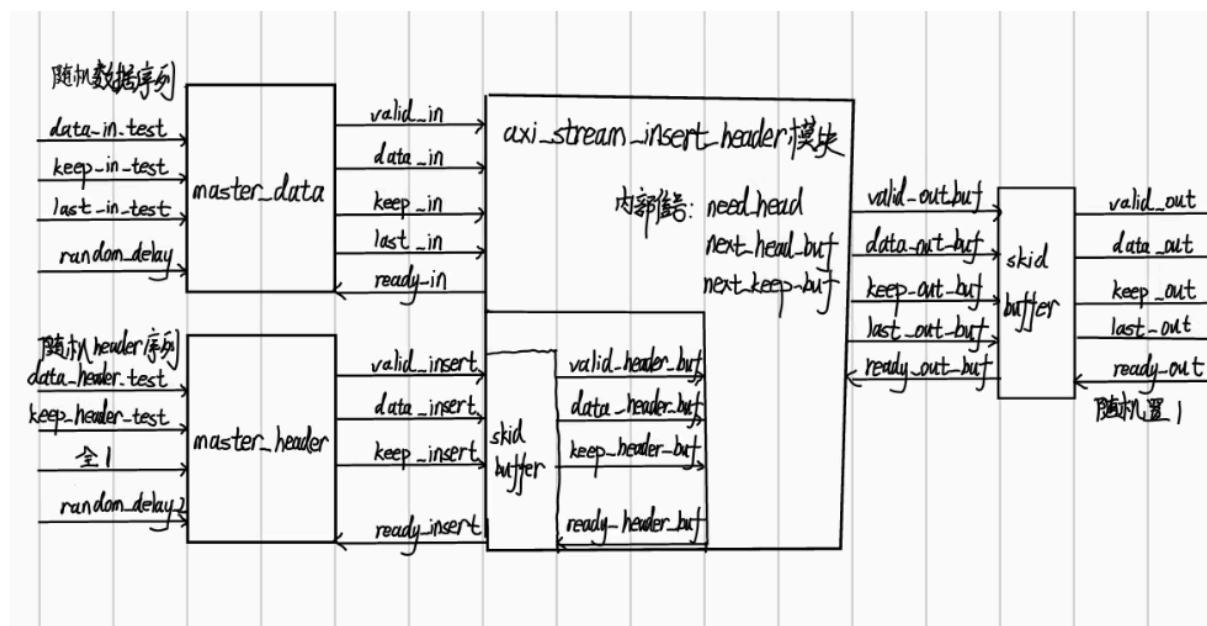 随机数据序列
data_in_test
keep_in_test
last_in_test
random_delay
master_data
valid_in
data_in
keep_in
last_in
ready_in
axi_stream_insert_header模块
内部信号: need_head
next_head_buf
next_keep_buf
valid_out_buf
data_out_buf
keep_out_buf
last_out_buf
ready_out_buf
skid
buffer
valid_out
data_out
keep_out
last_out
ready_out
随机置1
随机header序列
data_header_test
keep_header_test
全1
random_delay2
master_header
valid_insert
data_insert
keep_insert
ready_insert
skid
buffer
valid_header_buf
data_header_buf
keep_header_buf
ready_header_buf